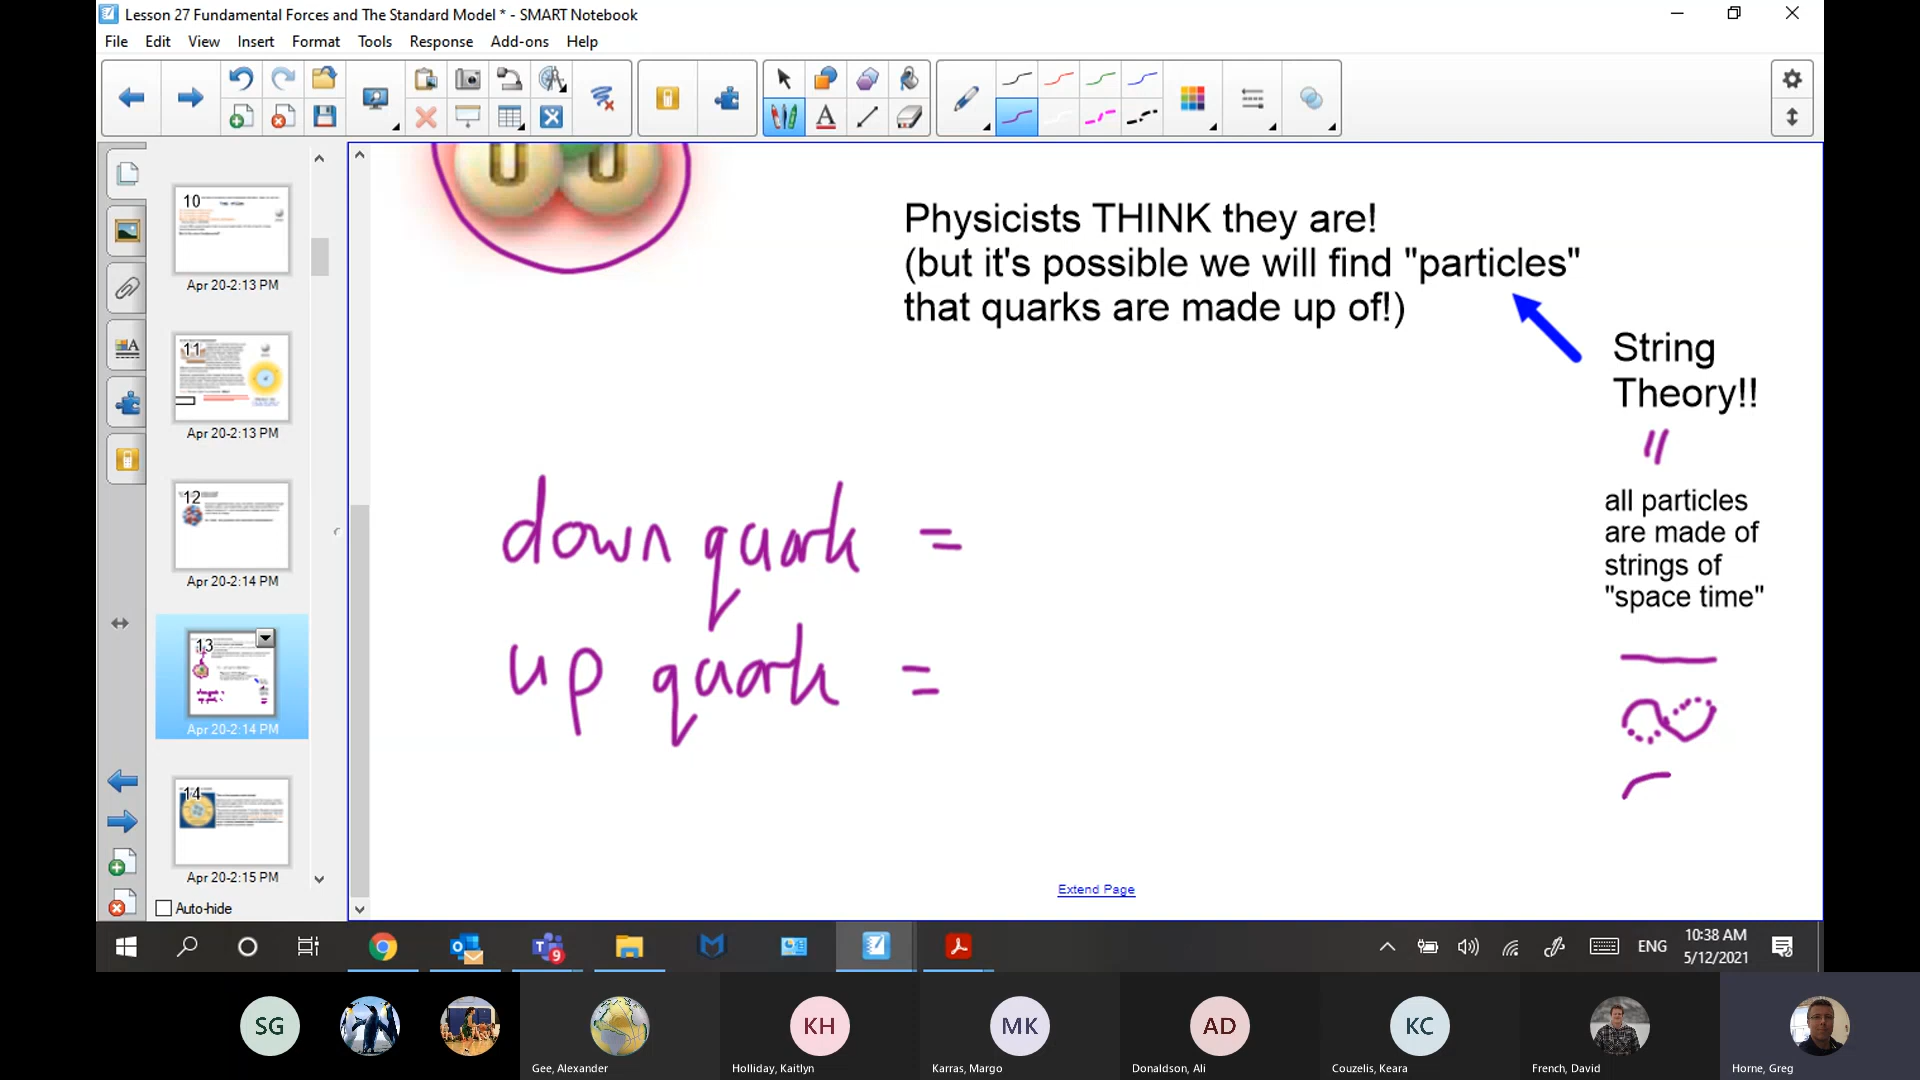 Lesson 27 Fundamental Forces and The Standard Model * - SMART Notebook
File Edit View Insert Format Tools Response Add-ons Help
10
Apr 20-2:13 PM
11
Apr 20-2:13 PM
12
Apr 20-2:14 PM
13
Apr 20-2:14 PM
14
Apr 20-2:15 PM
Auto-hide
U U
Physicists THINK they are!
(but it's possible we will find "particles"
that quarks are made up of!)
String
Theory!!
all particles
are made of
strings of
"space time"
down quark =
up quark =
Extend Page
9
ENG
10:38 AM
5/12/2021
SG
KH
MK
AD
KC
Gee, Alexander
Holliday, Kaitlyn
Karras, Margo
Donaldson, Ali
Couzelis, Keara
French, David
Horne, Greg